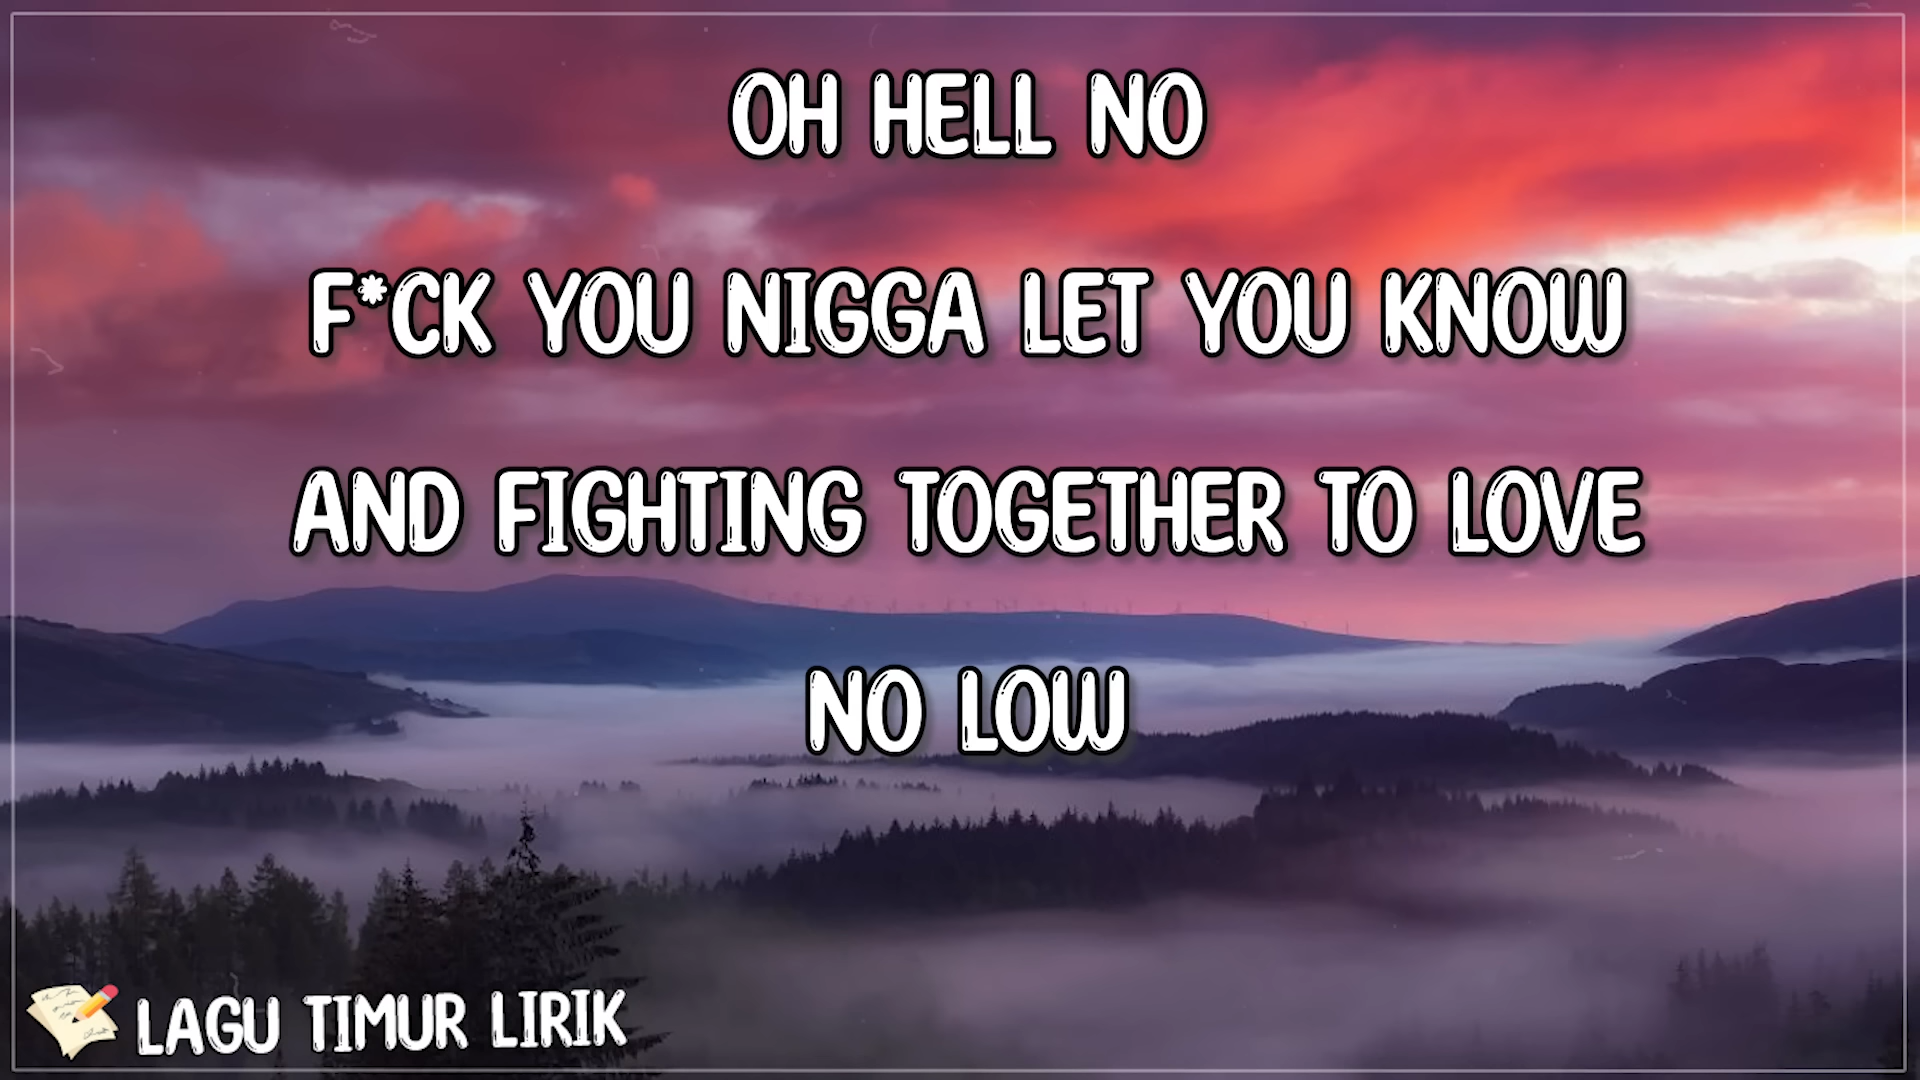 OH HELL NO
F*CK YOU NIGGA LET YOU KNOW
AND FIGHTING TOGETHER TO LOVE
NO LOW
LAGU TIMUR LIRIK